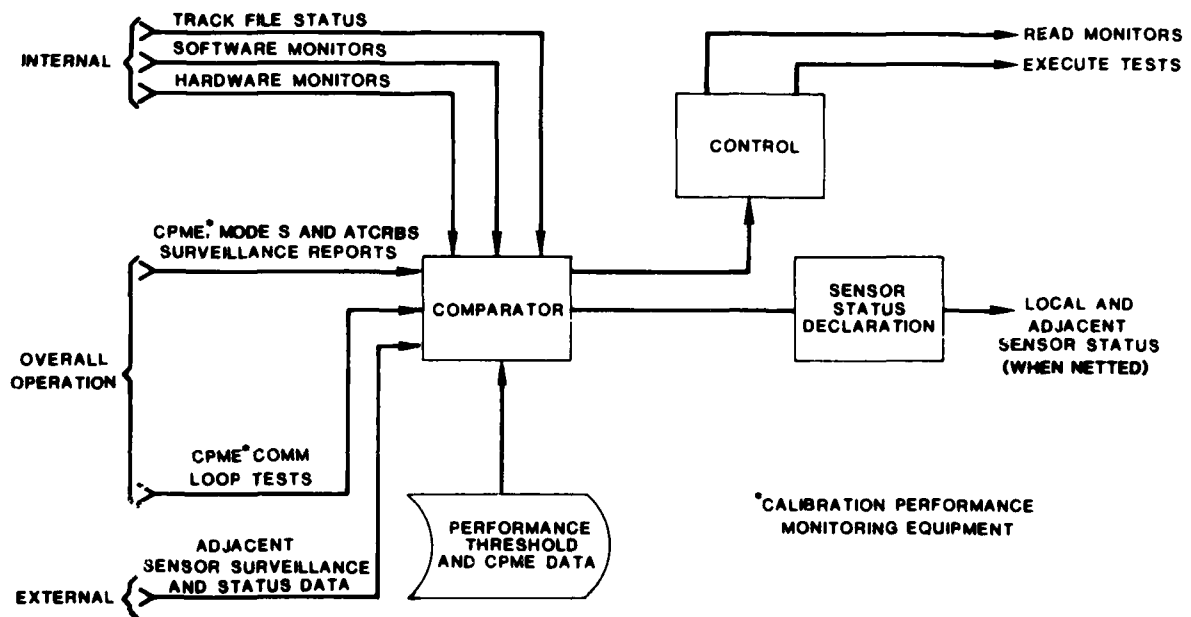 TRACK FILE STATUS
INTERNAL
SOFTWARE MONITORS
HARDWARE MONITORS
READ MONITORS
EXECUTE TESTS
CONTROL
CPME,* MODE S AND ATCRBS
SURVEILLANCE REPORTS
OVERALL
OPERATION
COMPARATOR
SENSOR
STATUS
DECLARATION
LOCAL AND
ADJACENT
SENSOR STATUS
(WHEN NETTED)
CPME* COMM
LOOP TESTS
PERFORMANCE
THRESHOLD
AND CPME DATA
*CALIBRATION PERFORMANCE
MONITORING EQUIPMENT
ADJACENT
SENSOR SURVEILLANCE
AND STATUS DATA
EXTERNAL